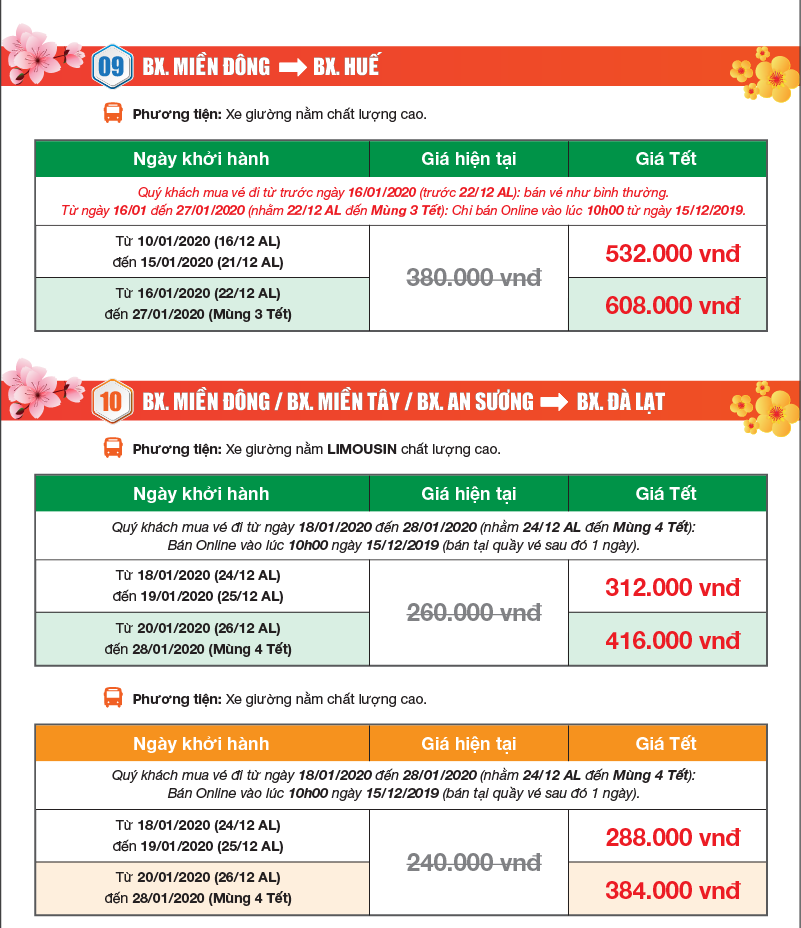 09 BX. MIỀN ĐÔNG ➡ BX. HUẾ
Phương tiện: Xe giường nằm chất lượng cao.
Ngày khởi hành Giá hiện tại Giá Tết
Quý khách mua vé đi từ trước ngày 16/01/2020 (trước 22/12 AL): bán vé như bình thường.
Từ ngày 16/01 đến 27/01/2020 (nhằm 22/12 AL đến Mùng 3 Tết): Chỉ bán Online vào lúc 10h00 từ ngày 15/12/2019.
Từ 10/01/2020 (16/12 AL)
đến 15/01/2020 (21/12 AL)
380.000 vnđ
532.000 vnđ
Từ 16/01/2020 (22/12 AL)
đến 27/01/2020 (Mùng 3 Tết)
608.000 vnđ
10 BX. MIỀN ĐÔNG / BX. MIỀN TÂY / BX. AN SƯƠNG ➡ BX. ĐÀ LẠT
Phương tiện: Xe giường nằm LIMOUSIN chất lượng cao.
Ngày khởi hành Giá hiện tại Giá Tết
Quý khách mua vé đi từ ngày 18/01/2020 đến 28/01/2020 (nhằm 24/12 AL đến Mùng 4 Tết):
Bán Online vào lúc 10h00 ngày 15/12/2019 (bán tại quầy vé sau đó 1 ngày).
Từ 18/01/2020 (24/12 AL)
đến 19/01/2020 (25/12 AL)
260.000 vnđ
312.000 vnđ
Từ 20/01/2020 (26/12 AL)
đến 28/01/2020 (Mùng 4 Tết)
416.000 vnđ
Phương tiện: Xe giường nằm chất lượng cao.
Ngày khởi hành Giá hiện tại Giá Tết
Quý khách mua vé đi từ ngày 18/01/2020 đến 28/01/2020 (nhằm 24/12 AL đến Mùng 4 Tết):
Bán Online vào lúc 10h00 ngày 15/12/2019 (bán tại quầy vé sau đó 1 ngày).
Từ 18/01/2020 (24/12 AL)
đến 19/01/2020 (25/12 AL)
240.000 vnđ
288.000 vnđ
Từ 20/01/2020 (26/12 AL)
đến 28/01/2020 (Mùng 4 Tết)
384.000 vnđ